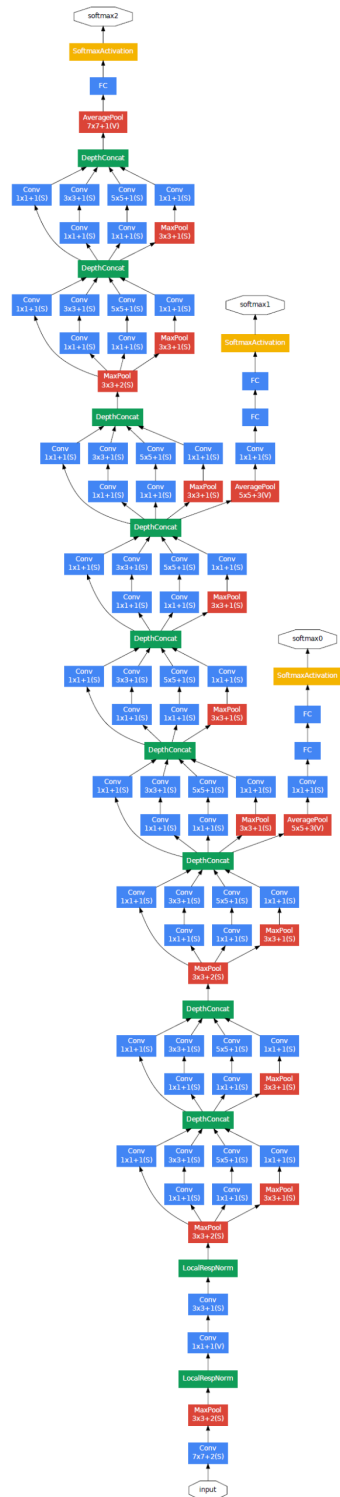 softmax2
SoftmaxActivation
FC
AveragePool
7x7+1(V)
DepthConcat
Conv Conv Conv Conv
1x1+1(S) 3x3+1(S) 5x5+1(S) 1x1+1(S)
Conv Conv MaxPool
1x1+1(S) 1x1+1(S) 3x3+1(S)
DepthConcat
Conv Conv Conv Conv
1x1+1(S) 3x3+1(S) 5x5+1(S) 1x1+1(S)
softmax1
Conv Conv MaxPool
1x1+1(S) 1x1+1(S) 3x3+1(S)
SoftmaxActivation
MaxPool
3x3+2(S)
FC
DepthConcat
FC
Conv Conv Conv Conv Conv
1x1+1(S) 3x3+1(S) 5x5+1(S) 1x1+1(S) 1x1+1(S)
Conv Conv MaxPool AveragePool
1x1+1(S) 1x1+1(S) 3x3+1(S) 5x5+3(V)
DepthConcat
Conv Conv Conv Conv
1x1+1(S) 3x3+1(S) 5x5+1(S) 1x1+1(S)
Conv Conv MaxPool
1x1+1(S) 1x1+1(S) 3x3+1(S)
DepthConcat
softmax0
Conv Conv Conv Conv
1x1+1(S) 3x3+1(S) 5x5+1(S) 1x1+1(S)
SoftmaxActivation
Conv Conv MaxPool
1x1+1(S) 1x1+1(S) 3x3+1(S)
FC
DepthConcat
FC
Conv Conv Conv Conv Conv
1x1+1(S) 3x3+1(S) 5x5+1(S) 1x1+1(S) 1x1+1(S)
Conv Conv MaxPool AveragePool
1x1+1(S) 1x1+1(S) 3x3+1(S) 5x5+3(V)
DepthConcat
Conv Conv Conv Conv
1x1+1(S) 3x3+1(S) 5x5+1(S) 1x1+1(S)
Conv Conv MaxPool
1x1+1(S) 1x1+1(S) 3x3+1(S)
MaxPool
3x3+2(S)
DepthConcat
Conv Conv Conv Conv
1x1+1(S) 3x3+1(S) 5x5+1(S) 1x1+1(S)
Conv Conv MaxPool
1x1+1(S) 1x1+1(S) 3x3+1(S)
DepthConcat
Conv Conv Conv Conv
1x1+1(S) 3x3+1(S) 5x5+1(S) 1x1+1(S)
Conv Conv MaxPool
1x1+1(S) 1x1+1(S) 3x3+1(S)
MaxPool
3x3+2(S)
LocalRespNorm
Conv
3x3+1(S)
Conv
1x1+1(V)
LocalRespNorm
MaxPool
3x3+2(S)
Conv
7x7+2(S)
input